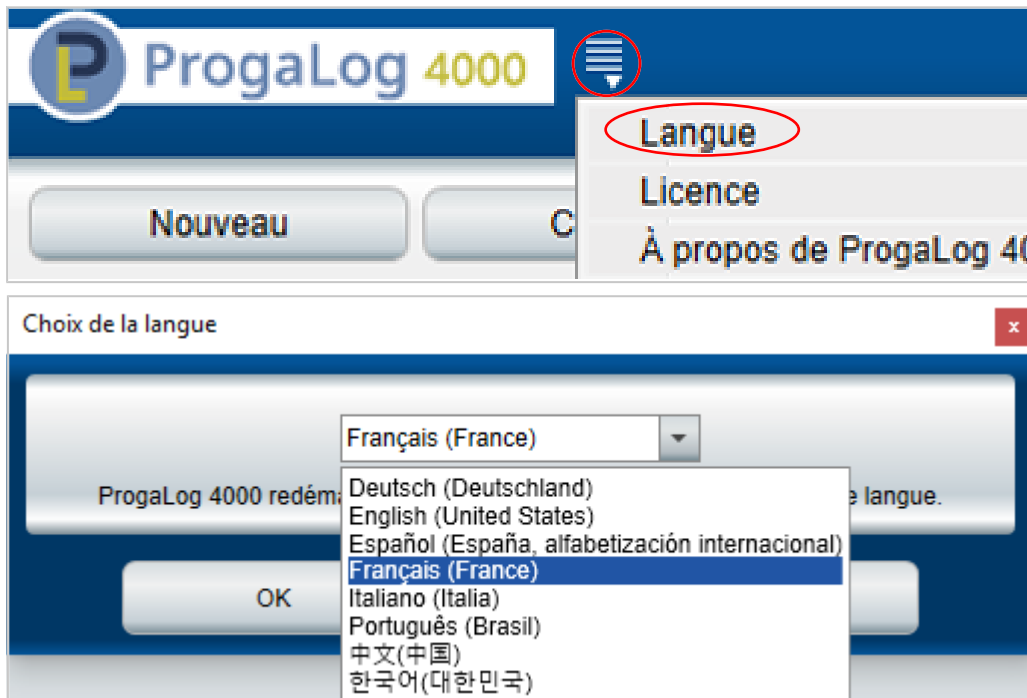 ProgaLog 4000
Langue
Licence
À propos de ProgaLog
Nouveau
Choix de la langue
x
Français (France)
ProgaLog 4000 langue.
Deutsch (Deutschland)
English (United States)
Español (España, alfabetización internacional)
Français (France)
Italiano (Italia)
Português (Brasil)
中文(中国)
한국어(대한민국)
OK